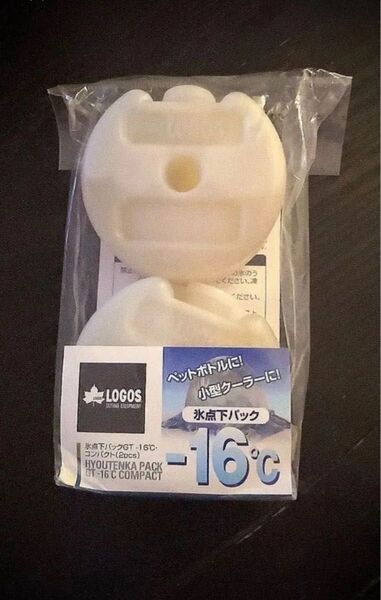 LOGOS
OUTING EQUIPMENT
ペットボトルに!
小型クーラーに!
氷点下パック
-16℃
氷点下パックGT -16℃・
コンパクト(2pcs)
HYOUTENKA PACK
GT -16℃ COMPACT